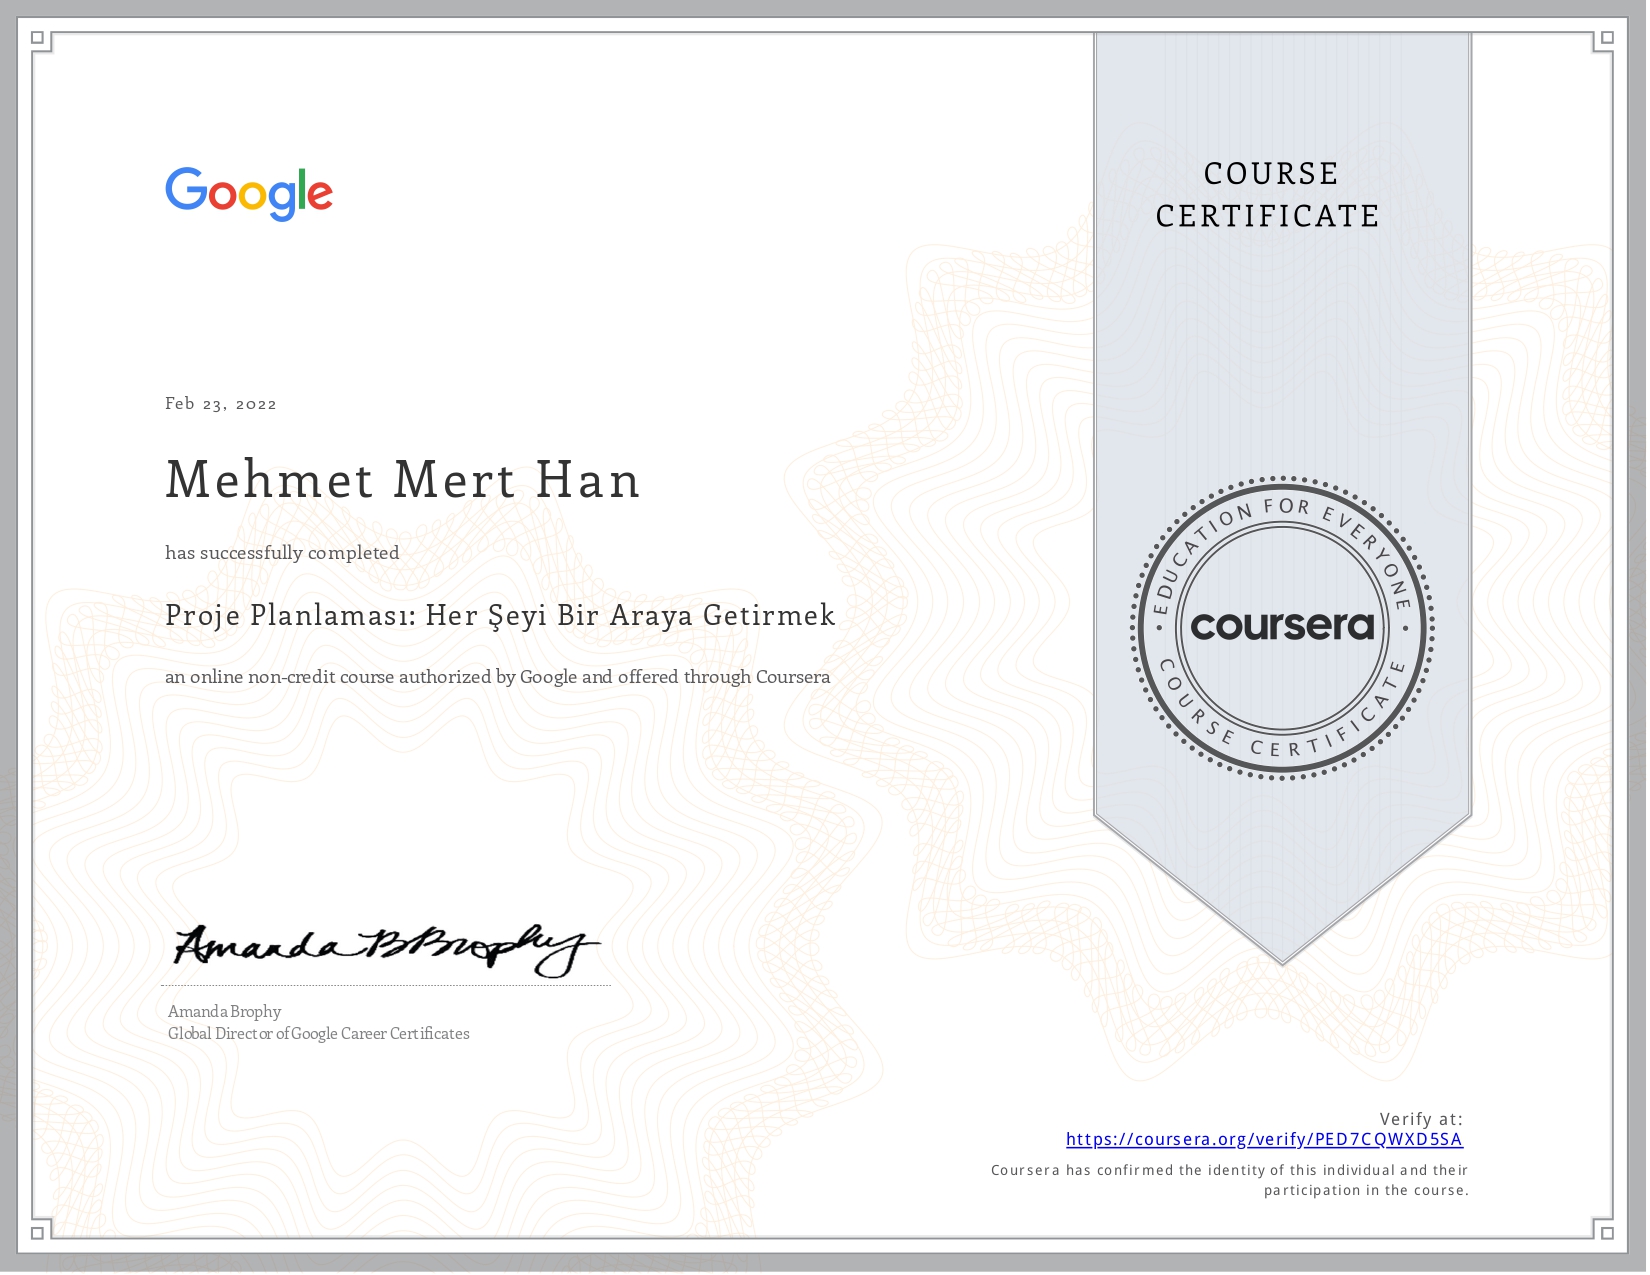 Google
COURSE
CERTIFICATE
Feb 23, 2022
Mehmet Mert Han
has successfully completed
Proje Planlaması: Her Şeyi Bir Araya Getirmek
an online non-credit course authorized by Google and offered through Coursera
EDUCATION FOR EVERYONE
coursera
COURSE CERTIFICATE
Amanda B Brophy
Amanda Brophy
Global Director of Google Career Certificates
Verify at:
https://coursera.org/verify/PED7CQWXD5SA
Coursera has confirmed the identity of this individual and their
participation in the course.